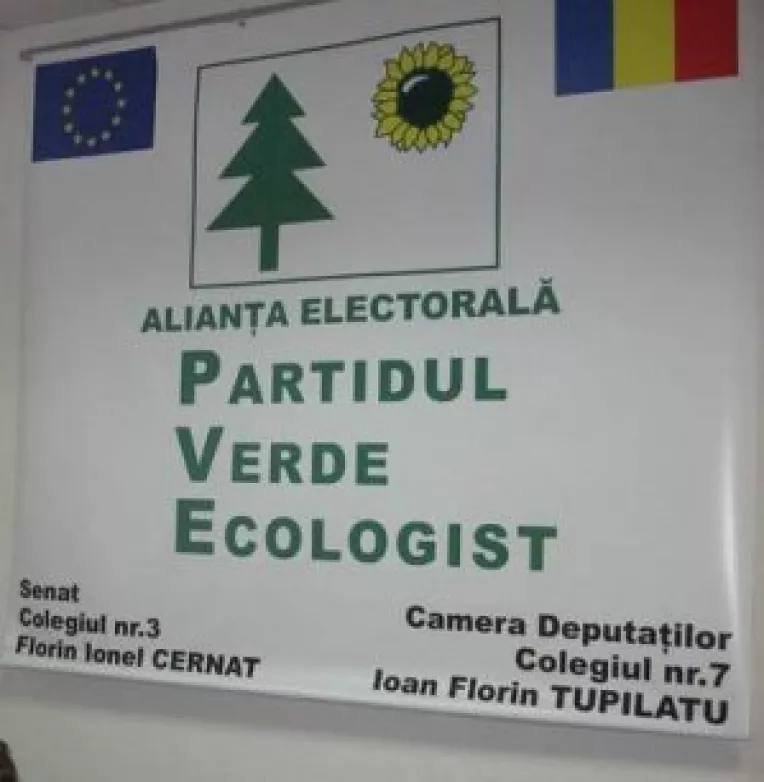 ALIANȚA ELECTORALĂ
PARTIDUL
VERDE
ECOLOGIST
Senat
Colegiul nr.3
Florin Ionel CERNAT
Camera Deputaților
Colegiul nr.7
Ioan Florin TUPILATU